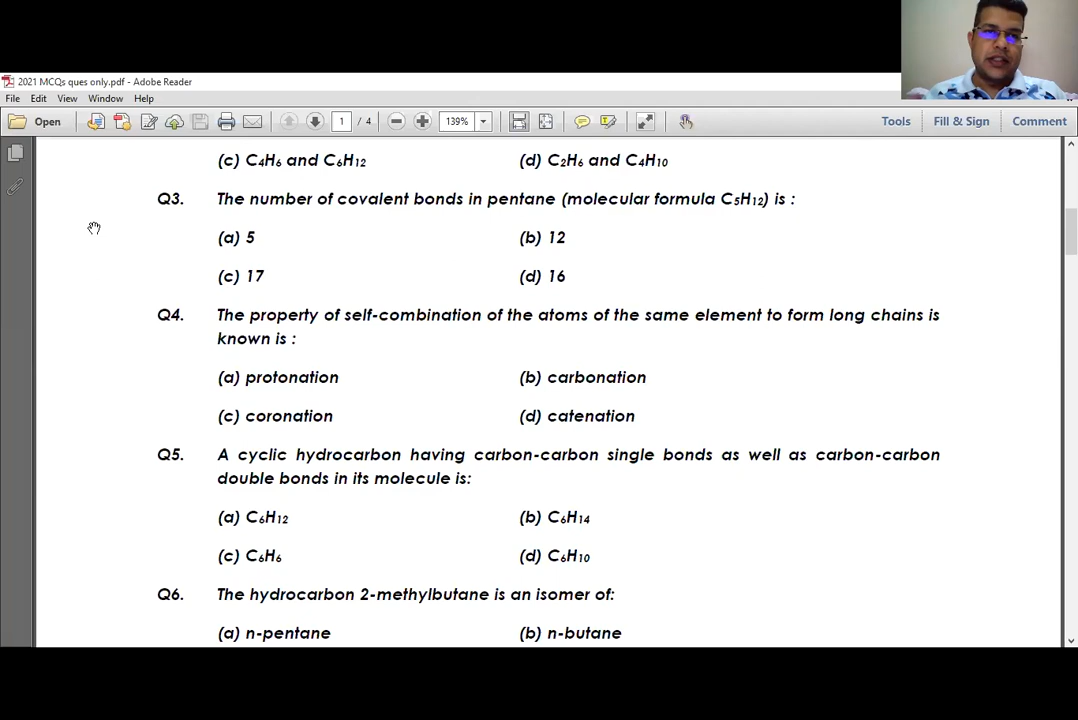 2021 MCQs ques only.pdf - Adobe Reader
File Edit View Window Help
Open 1 / 4 139% Tools Fill & Sign Comment
(c) C₄H₆ and C₆H₁₂ (d) C₂H₆ and C₄H₁₀
Q3. The number of covalent bonds in pentane (molecular formula C₅H₁₂) is :
(a) 5 (b) 12
(c) 17 (d) 16
Q4. The property of self-combination of the atoms of the same element to form long chains is
known is :
(a) protonation (b) carbonation
(c) coronation (d) catenation
Q5. A cyclic hydrocarbon having carbon-carbon single bonds as well as carbon-carbon
double bonds in its molecule is:
(a) C₆H₁₂ (b) C₆H₁₄
(c) C₆H₆ (d) C₆H₁₀
Q6. The hydrocarbon 2-methylbutane is an isomer of:
(a) n-pentane (b) n-butane